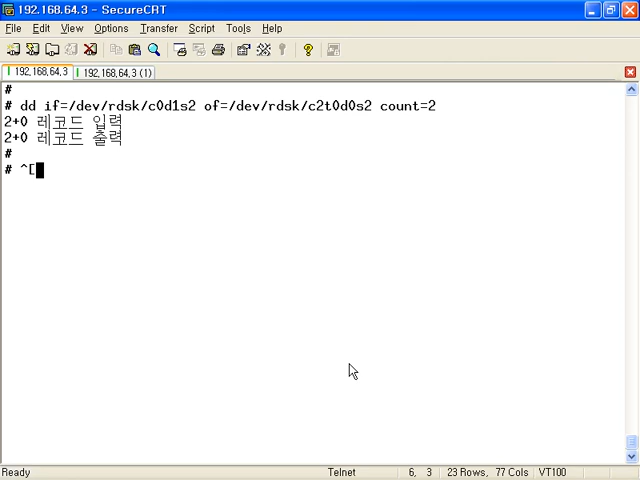 192.168.64.3 - SecureCRT
File Edit View Options Transfer Script Tools Help
192.168.64.3 192.168.64.3 (1)
#
# dd if=/dev/rdsk/c0d1s2 of=/dev/rdsk/c2t0d0s2 count=2
2+0 레코드 입력
2+0 레코드 출력
#
# ^[
Ready Telnet 6, 3 23 Rows, 77 Cols VT100